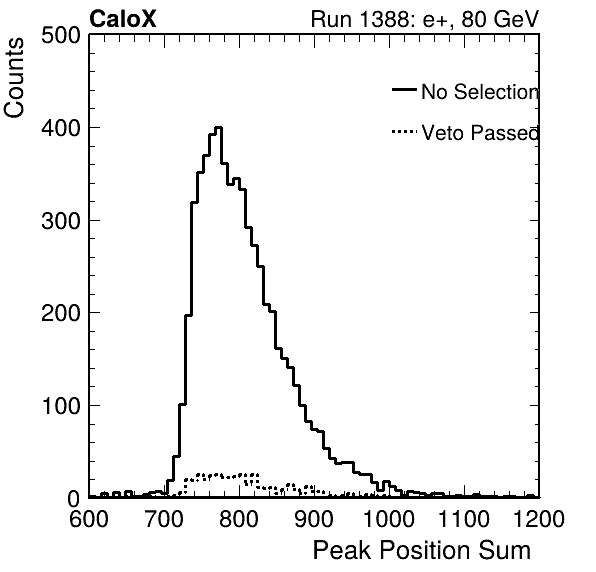 CaloX
Run 1388: e+, 80 GeV
Counts
500
400
300
200
100
0
No Selection
Veto Passed
600 700 800 900 1000 1100 1200
Peak Position Sum